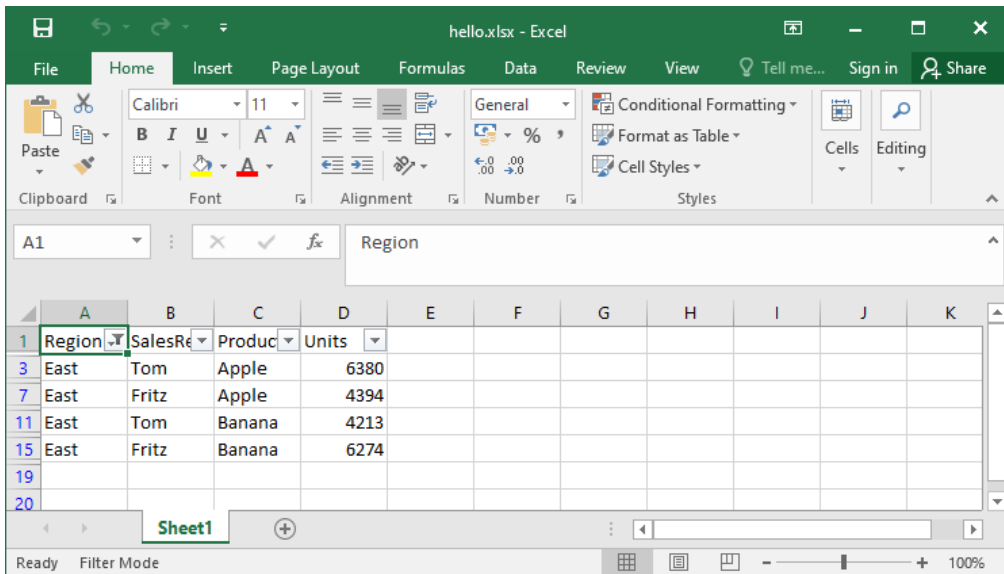 hello.xlsx - Excel
File Home Insert Page Layout Formulas Data Review View Tell me... Sign in Share
Calibri 11 General Conditional Formatting
Paste B I U A A % , Format as Table Cells Editing
A .00 .0 Cell Styles
Clipboard Font Alignment Number Styles
A1 fx Region
A B C D E F G H I J K
1 Region SalesRe Produc Units
3 East Tom Apple 6380
7 East Fritz Apple 4394
11 East Tom Banana 4213
15 East Fritz Banana 6274
19
20
Sheet1
Ready Filter Mode 100%